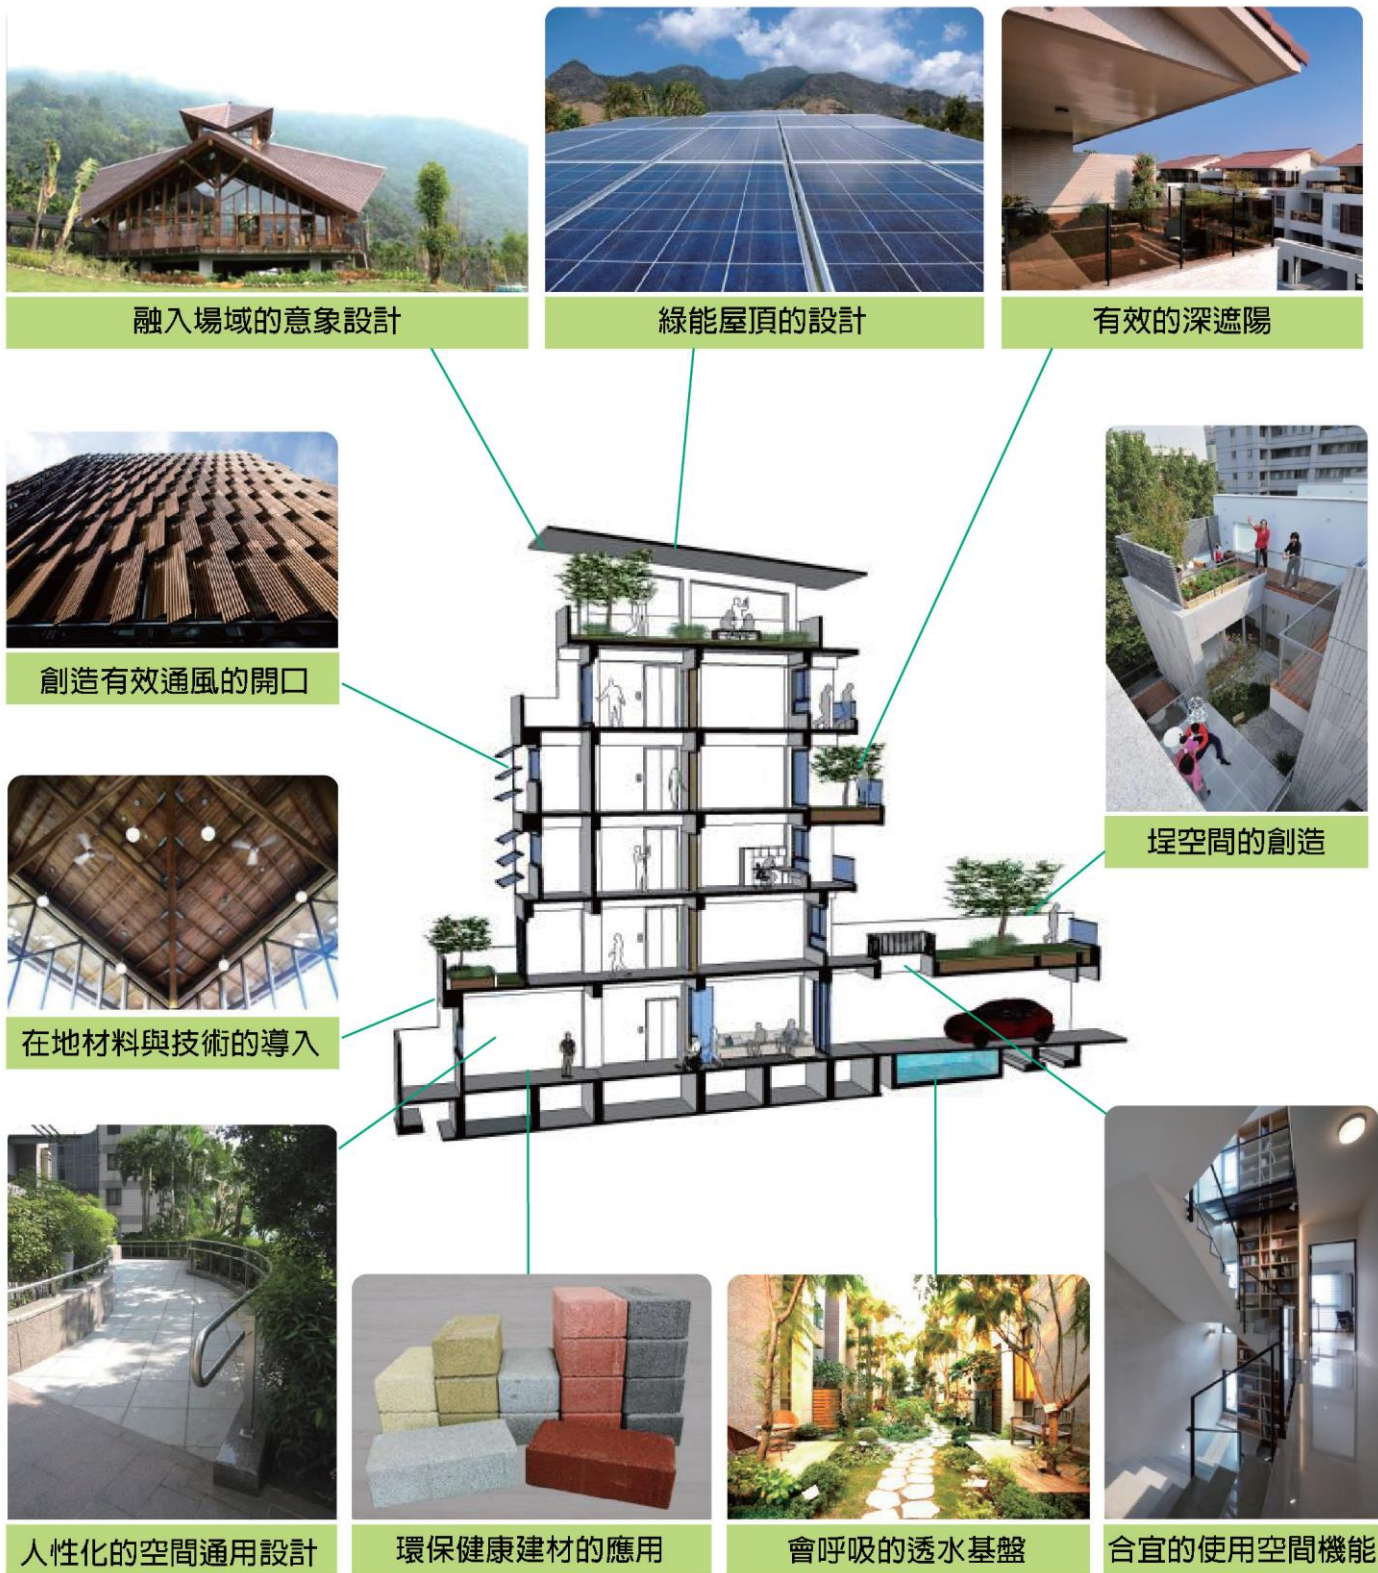 融入場域的意象設計
綠能屋頂的設計
有效的深遮陽
創造有效通風的開口
埕空間的創造
在地材料與技術的導入
人性化的空間通用設計
環保健康建材的應用
會呼吸的透水基盤
合宜的使用空間機能